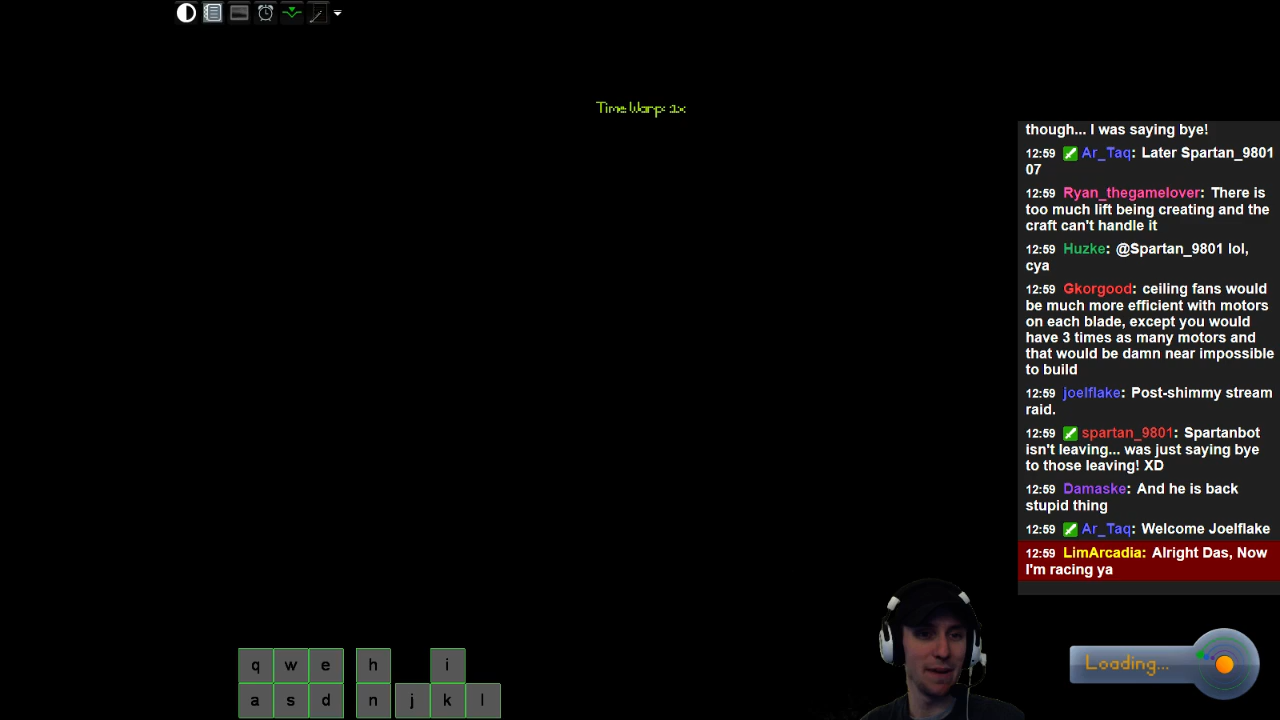 Time Warp: 1x
though... I was saying bye!
12:59 Ar_Taq: Later Spartan_9801
07
12:59 Ryan_thegamelover: There is
too much lift being creating and the
craft can't handle it
12:59 Huzke: @Spartan_9801 lol,
cya
12:59 Gkorgood: ceiling fans would
be much more efficient with motors
on each blade, except you would
have 3 times as many motors and
that would be damn near impossible
to build
12:59 joelflake: Post-shimmy stream
raid.
12:59 spartan_9801: Spartanbot
isn't leaving... was just saying bye
to those leaving! XD
12:59 Damaske: And he is back
stupid thing
12:59 Ar_Taq: Welcome Joelflake
12:59 LimArcadia: Alright Das, Now
I'm racing ya
q w e h i
a s d n j k l
Loading...